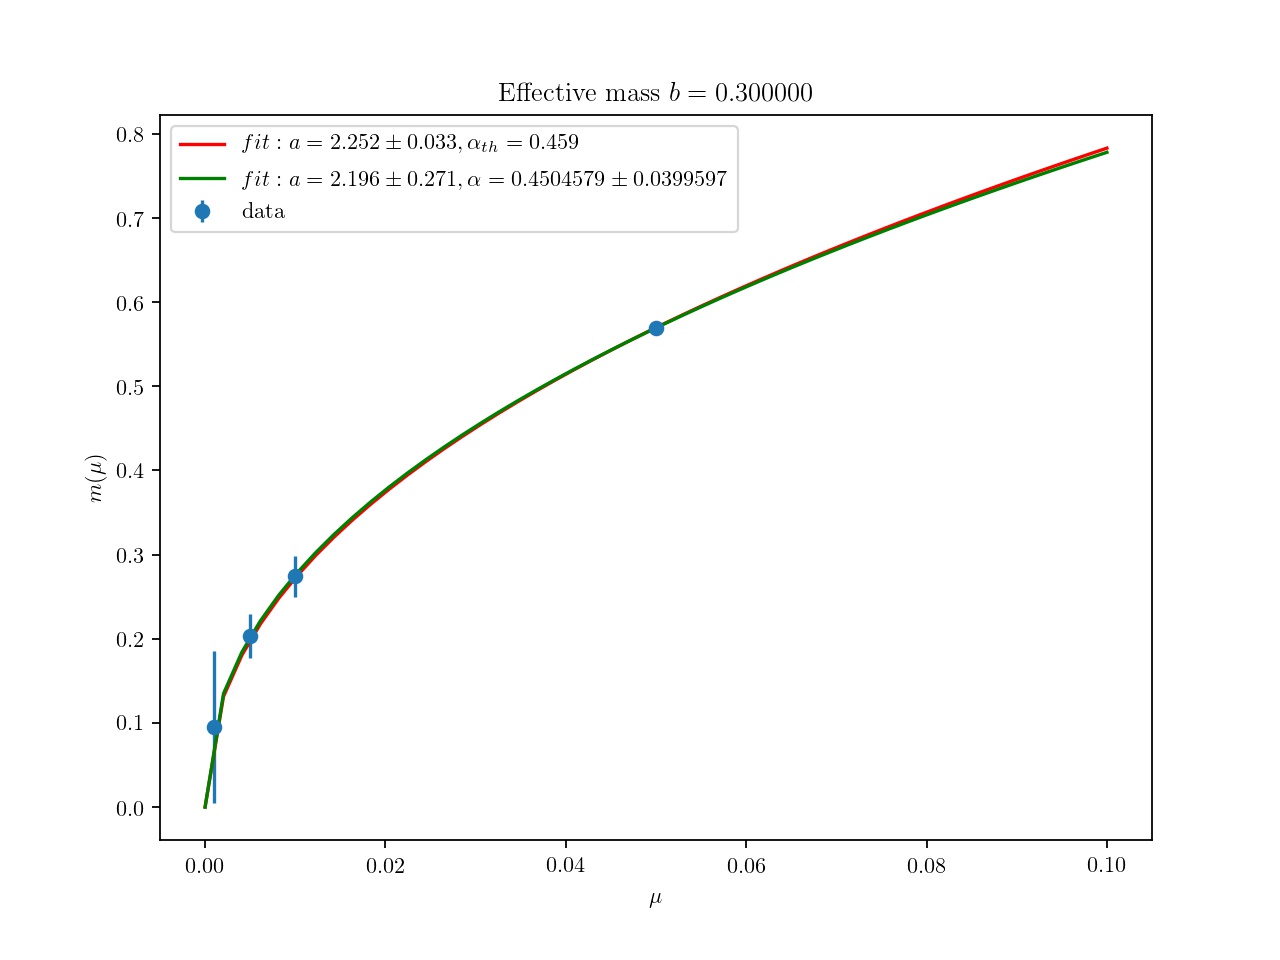 Effective mass b = 0.300000
fit : a = 2.252 ± 0.033, α_th = 0.459
fit : a = 2.196 ± 0.271, α = 0.4504579 ± 0.0399597
data
0.8
0.7
0.6
0.5
0.4
0.3
0.2
0.1
0.0
m(μ)
0.00 0.02 0.04 0.06 0.08 0.10
μ